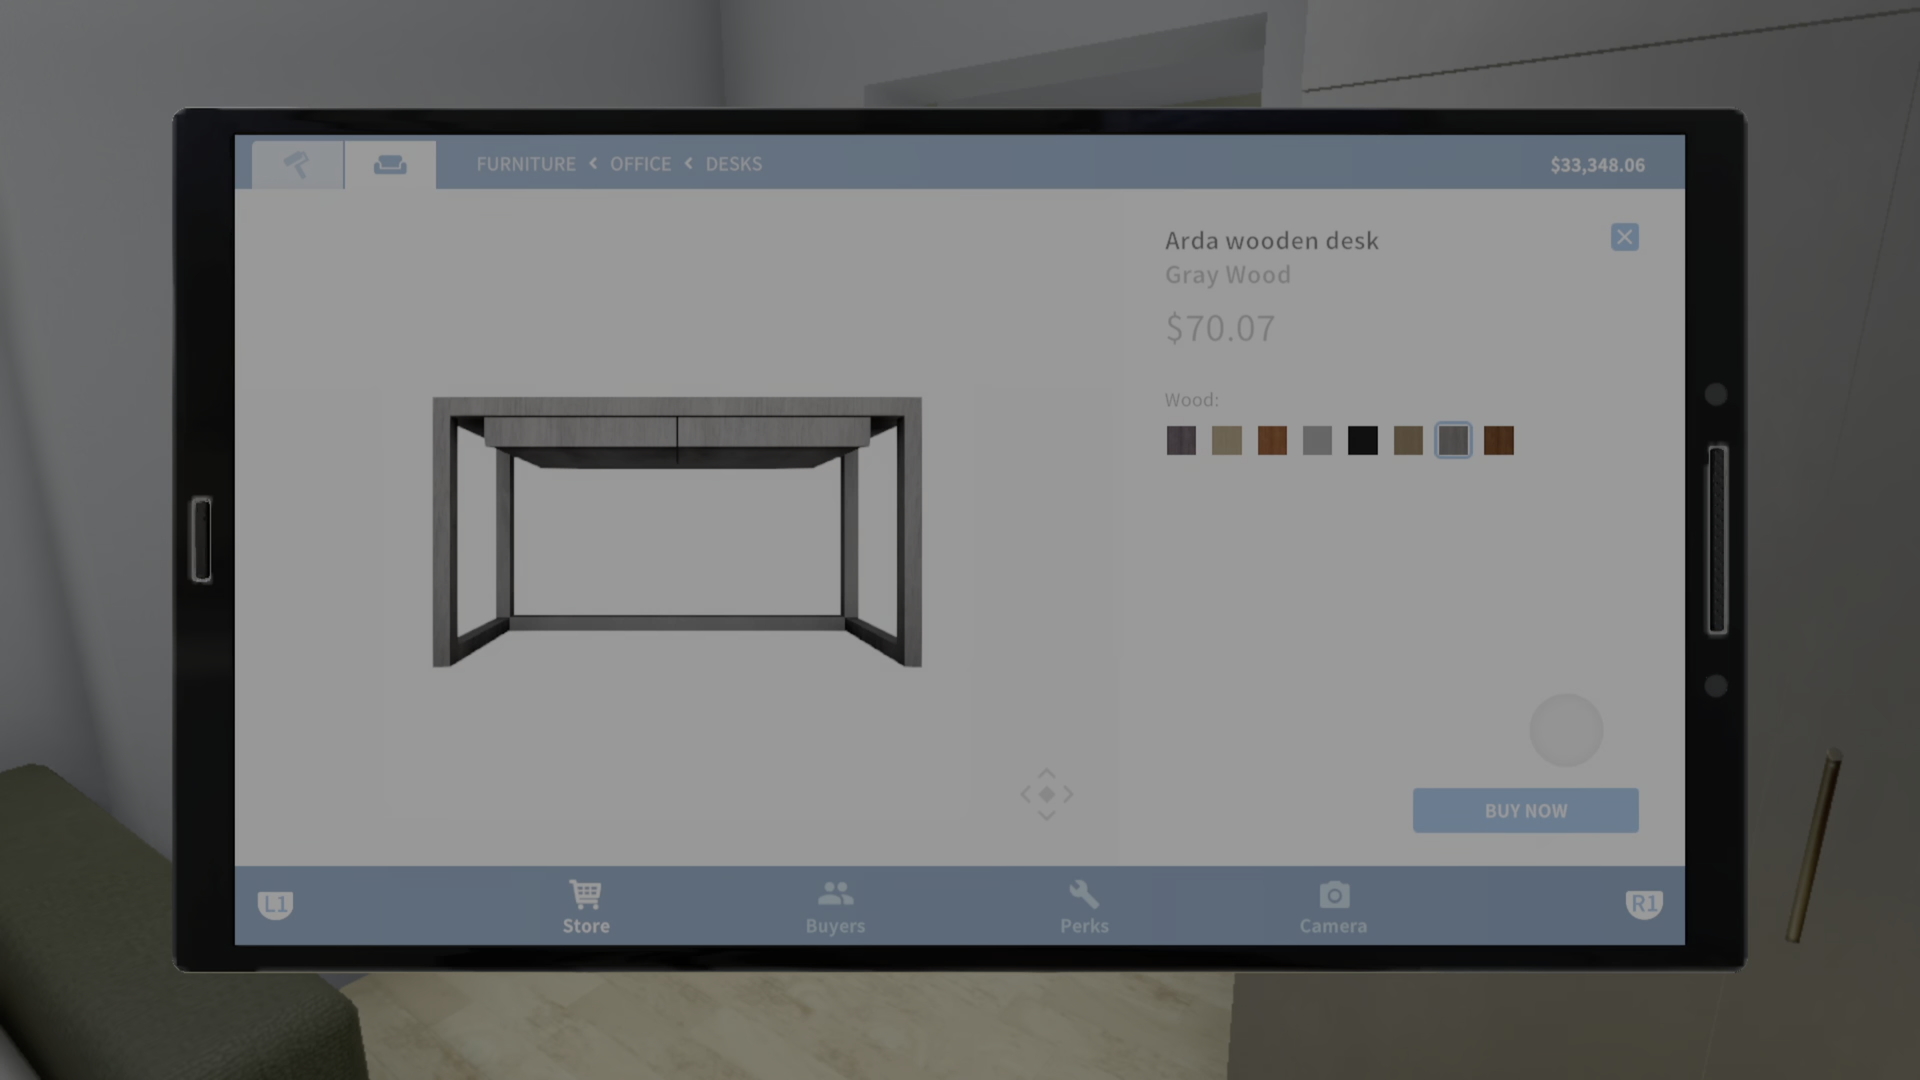 FURNITURE < OFFICE < DESKS
$33,348.06
Arda wooden desk
Gray Wood
$70.07
Wood:
BUY NOW
L1
Store
Buyers
Perks
Camera
R1